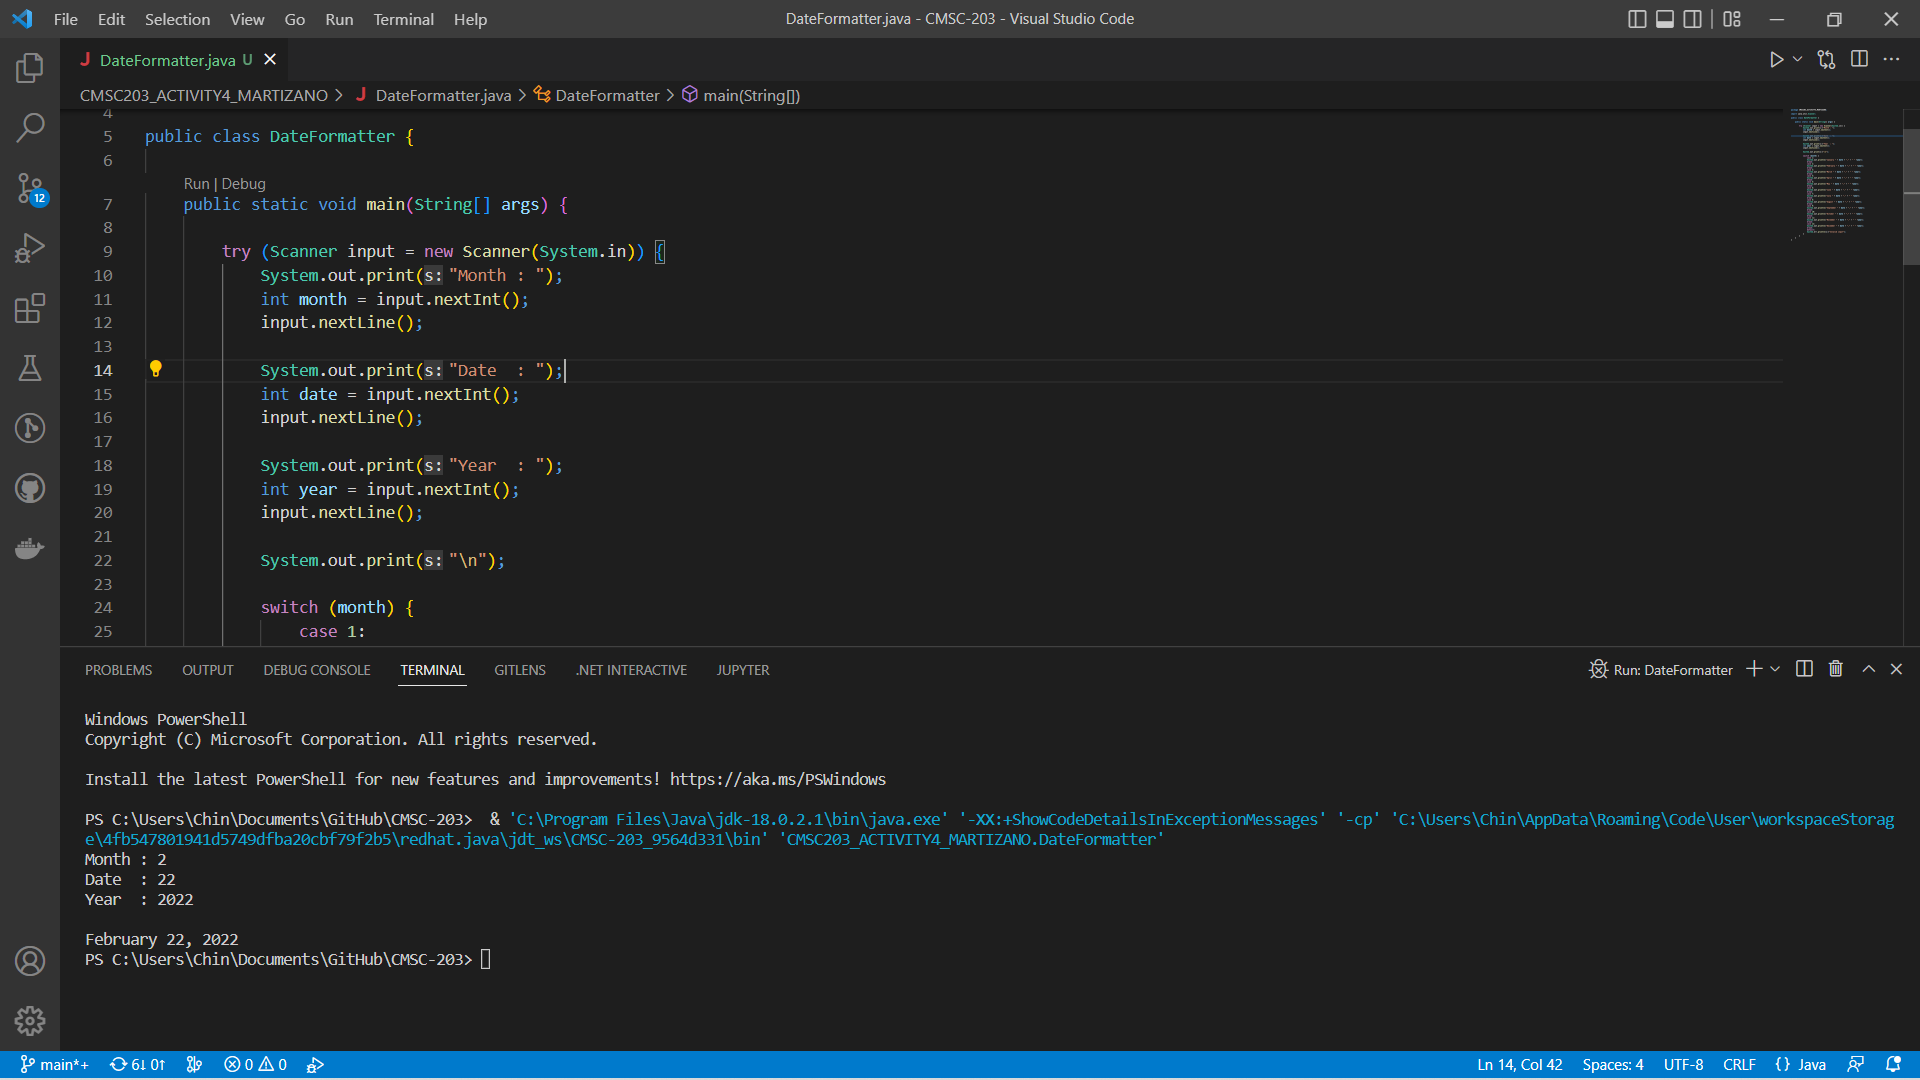 File Edit Selection View Go Run Terminal Help DateFormatter.java - CMSC-203 - Visual Studio Code
J DateFormatter.java U
CMSC203_ACTIVITY4_MARTIZANO > J DateFormatter.java > DateFormatter > main(String[])
4
5 public class DateFormatter {
6
Run | Debug
7 public static void main(String[] args) {
8
9 try (Scanner input = new Scanner(System.in)) {
10 System.out.print(s: "Month : ");
11 int month = input.nextInt();
12 input.nextLine();
13
14 System.out.print(s: "Date  : ");
15 int date = input.nextInt();
16 input.nextLine();
17
18 System.out.print(s: "Year  : ");
19 int year = input.nextInt();
20 input.nextLine();
21
22 System.out.print(s: "\n");
23
24 switch (month) {
25 case 1:
12
PROBLEMS OUTPUT DEBUG CONSOLE TERMINAL GITLENS .NET INTERACTIVE JUPYTER Run: DateFormatter
Windows PowerShell
Copyright (C) Microsoft Corporation. All rights reserved.
Install the latest PowerShell for new features and improvements! https://aka.ms/PSWindows
PS C:\Users\Chin\Documents\GitHub\CMSC-203>  & 'C:\Program Files\Java\jdk-18.0.2.1\bin\java.exe' '-XX:+ShowCodeDetailsInExceptionMessages' '-cp' 'C:\Users\Chin\AppData\Roaming\Code\User\workspaceStorag
e\4fb547801941d5749dfba20cbf79f2b5\redhat.java\jdt_ws\CMSC-203_9564d331\bin' 'CMSC203_ACTIVITY4_MARTIZANO.DateFormatter'
Month : 2
Date  : 22
Year  : 2022
February 22, 2022
PS C:\Users\Chin\Documents\GitHub\CMSC-203>
main*+ 6↓ 0↑ 0 0 Ln 14, Col 42 Spaces: 4 UTF-8 CRLF {} Java